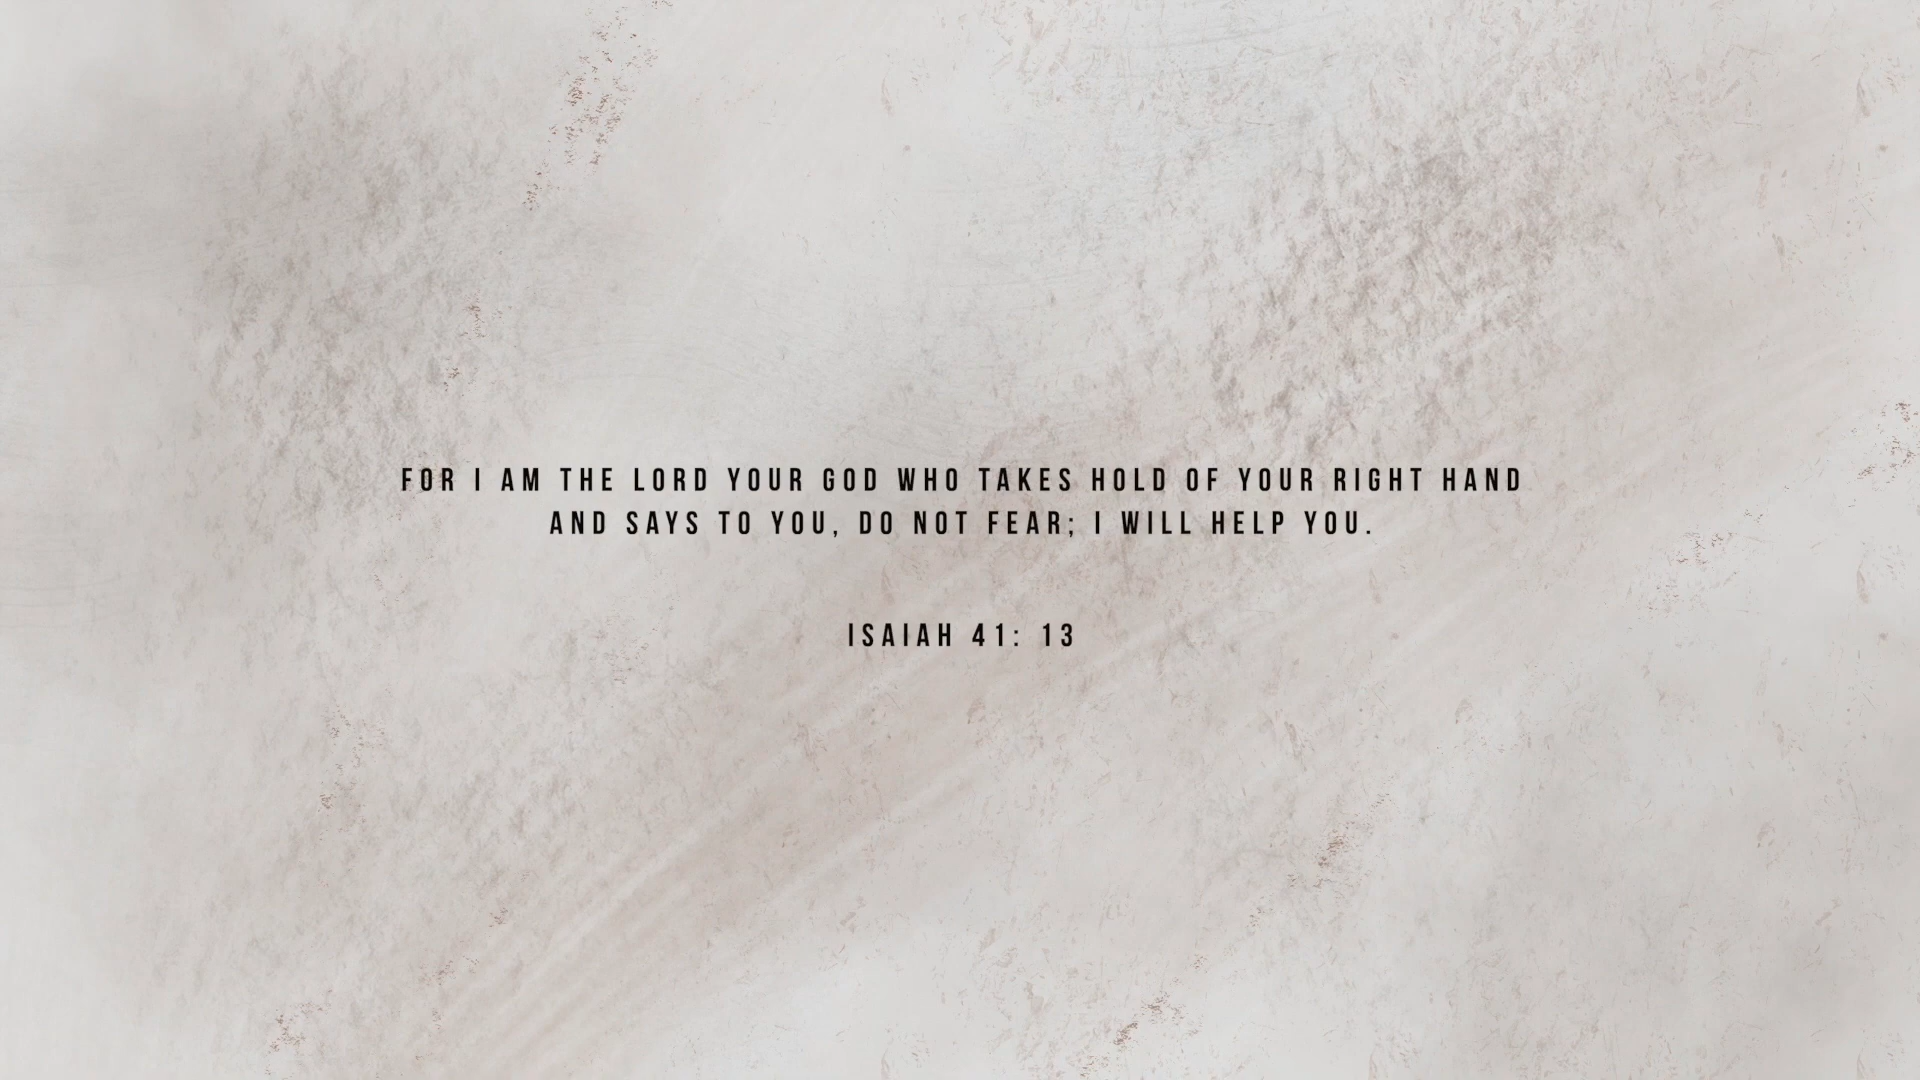 FOR I AM THE LORD YOUR GOD WHO TAKES HOLD OF YOUR RIGHT HAND
AND SAYS TO YOU, DO NOT FEAR; I WILL HELP YOU.
ISAIAH 41: 13